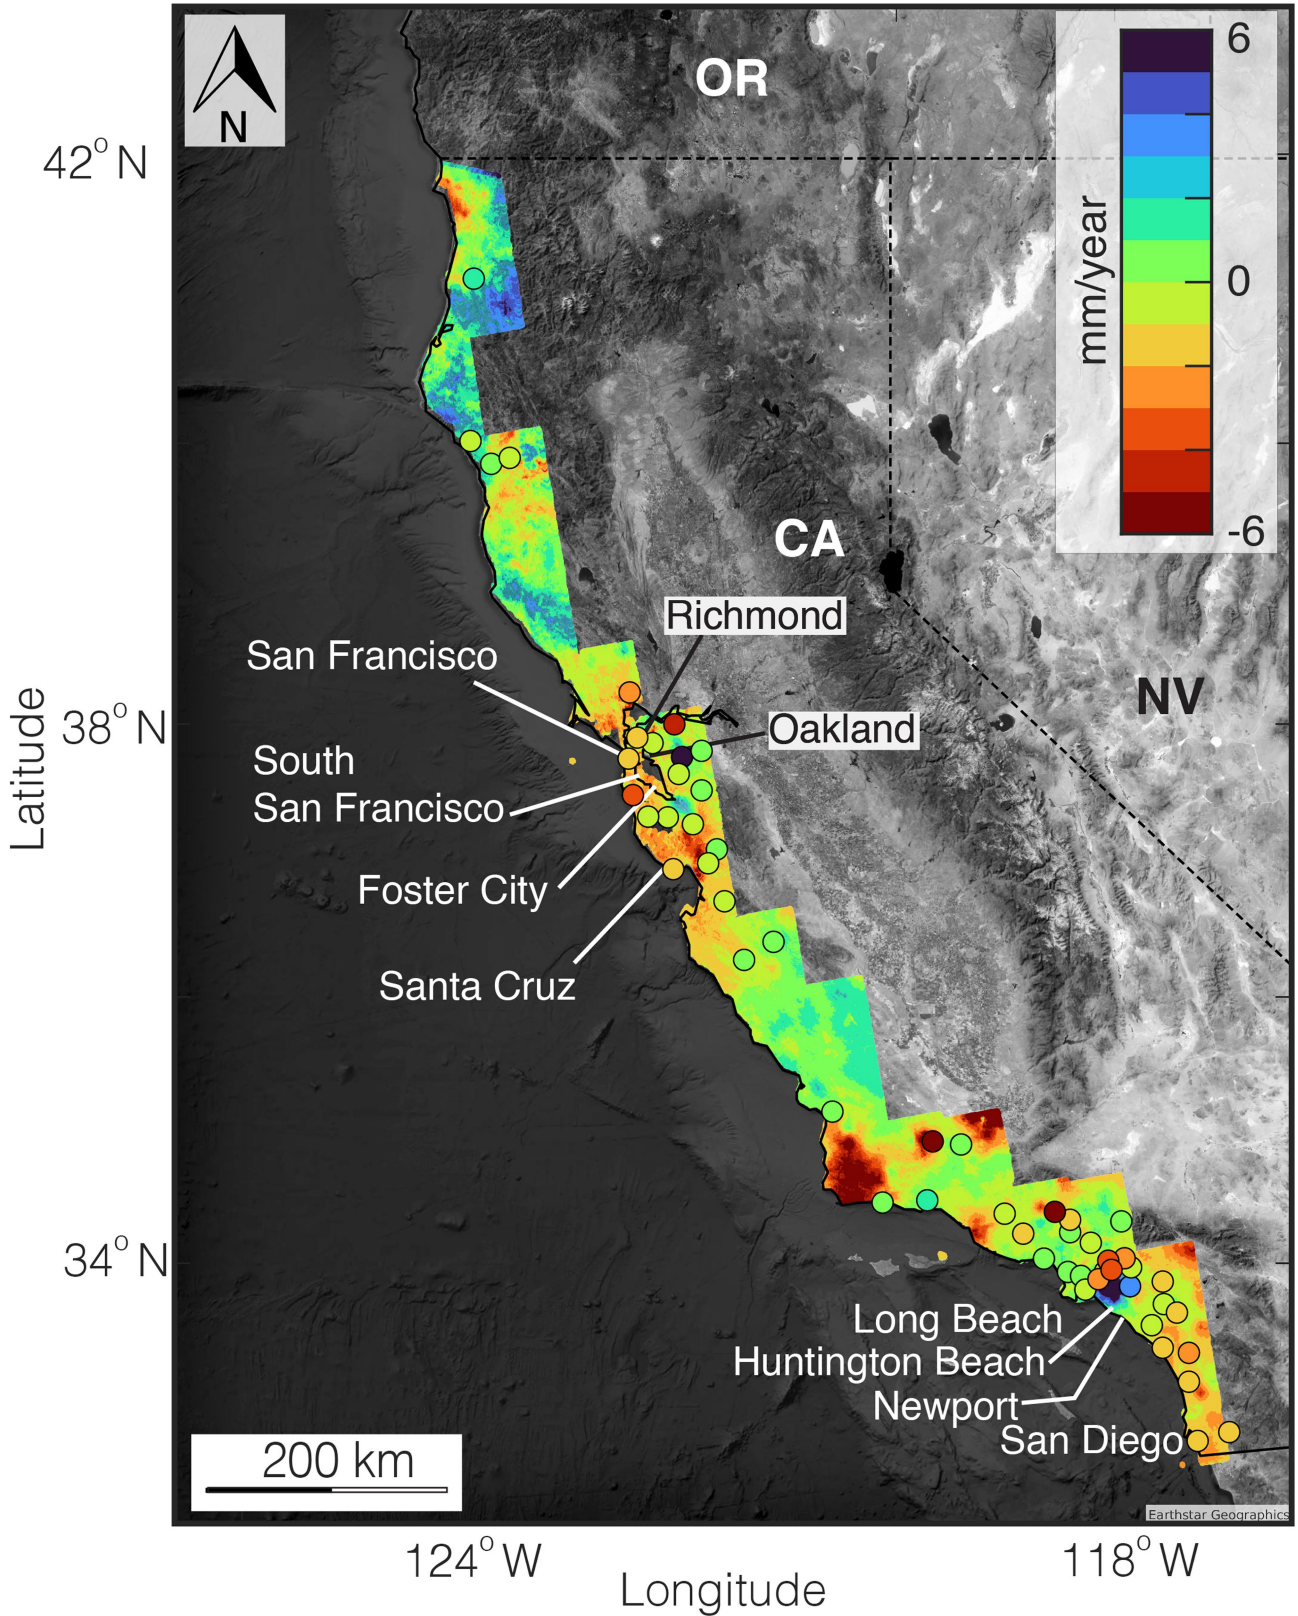 6
OR
N
42° N
mm/year
0
CA
-6
Richmond
San Francisco
NV
38° N
Oakland
South
San Francisco
Latitude
Foster City
Santa Cruz
34° N
Long Beach
Huntington Beach
Newport
San Diego
200 km
Earthstar Geographics
124° W
118° W
Longitude